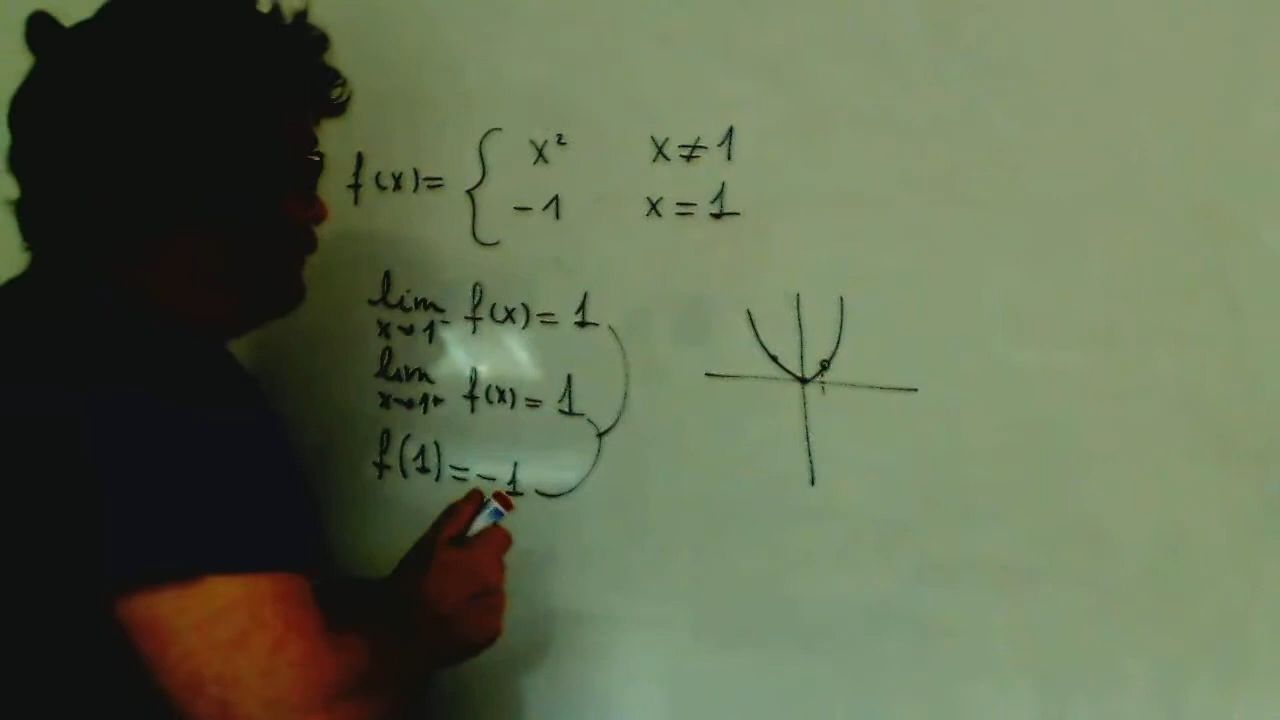 f(x) = { x² x ≠ 1
-1 x = 1
lim x→1⁻ f(x) = 1
lim x→1⁺ f(x) = 1
f(1) = -1